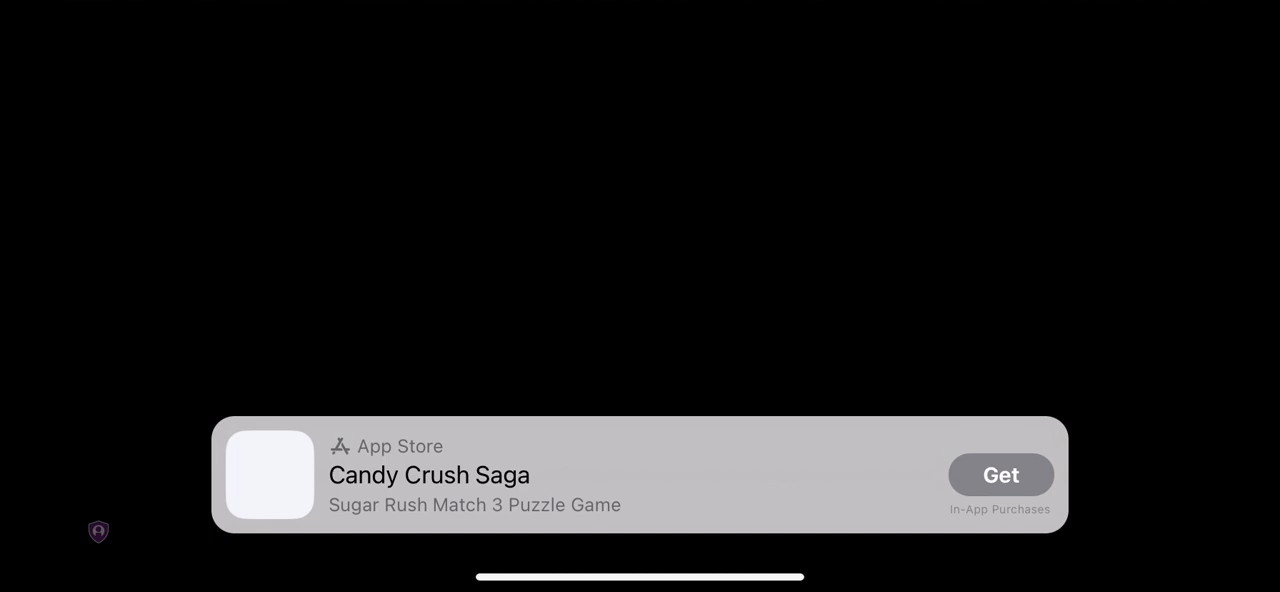 App Store
Candy Crush Saga
Sugar Rush Match 3 Puzzle Game
Get
In-App Purchases